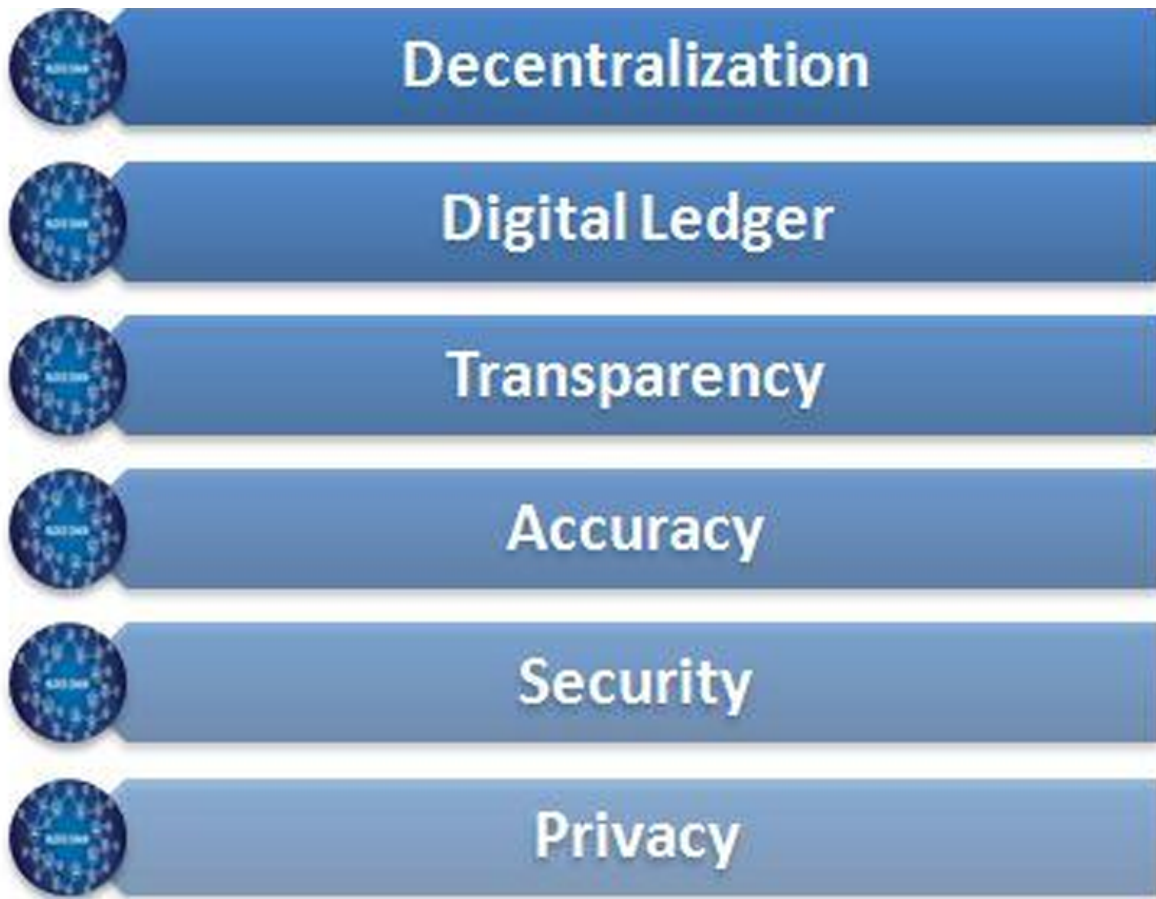 Decentralization
Digital Ledger
Transparency
Accuracy
Security
Privacy